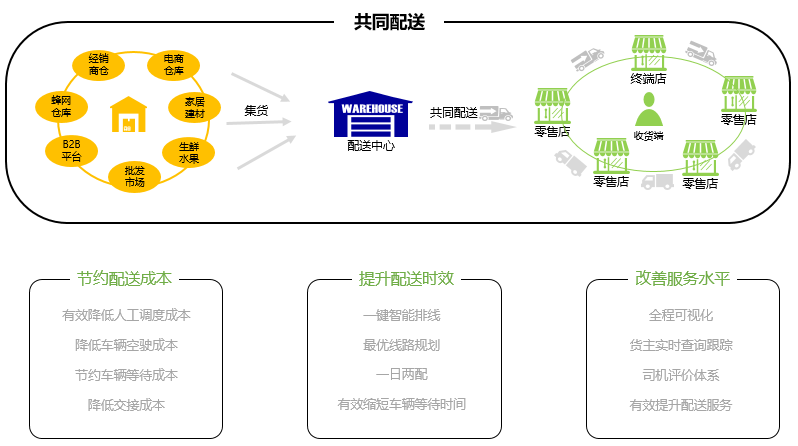 共同配送
经销
商仓
电商
仓库
蜂网
仓库
家居
建材
B2B
平台
生鲜
水果
批发
市场
集货
WAREHOUSE
配送中心
共同配送
终端店
零售店
零售店
收货端
零售店
零售店
节约配送成本
有效降低人工调度成本
降低车辆空驶成本
节约车辆等待成本
降低交接成本
提升配送时效
一键智能排线
最优线路规划
一日两配
有效缩短车辆等待时间
改善服务水平
全程可视化
货主实时查询跟踪
司机评价体系
有效提升配送服务